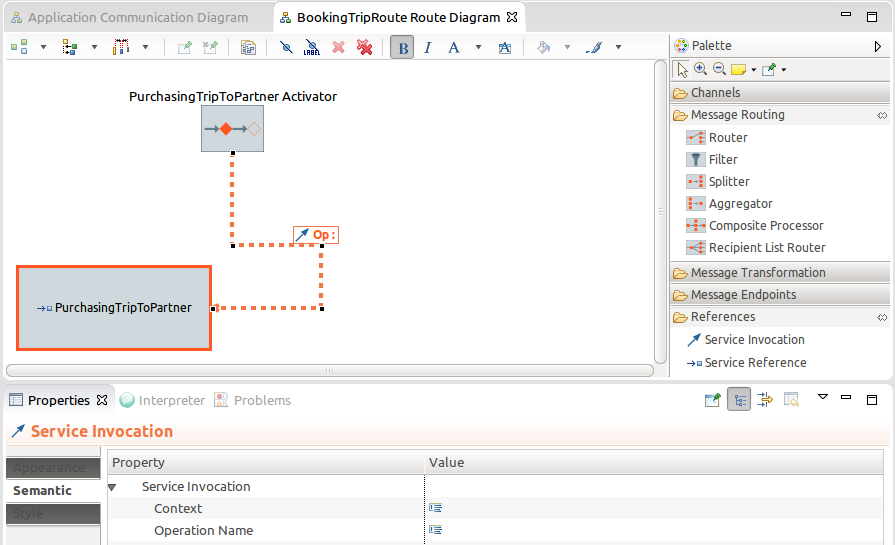 Application Communication Diagram
BookingTripRoute Route Diagram
LABEL
B I A A
Palette
Channels
Message Routing
Router
Filter
Splitter
Aggregator
Composite Processor
Recipient List Router
Message Transformation
Message Endpoints
References
Service Invocation
Service Reference
PurchasingTripToPartner Activator
Op :
PurchasingTripToPartner
Properties
Interpreter
Problems
Service Invocation
Appearance
Semantic
Style
Property Value
Service Invocation
Context
Operation Name